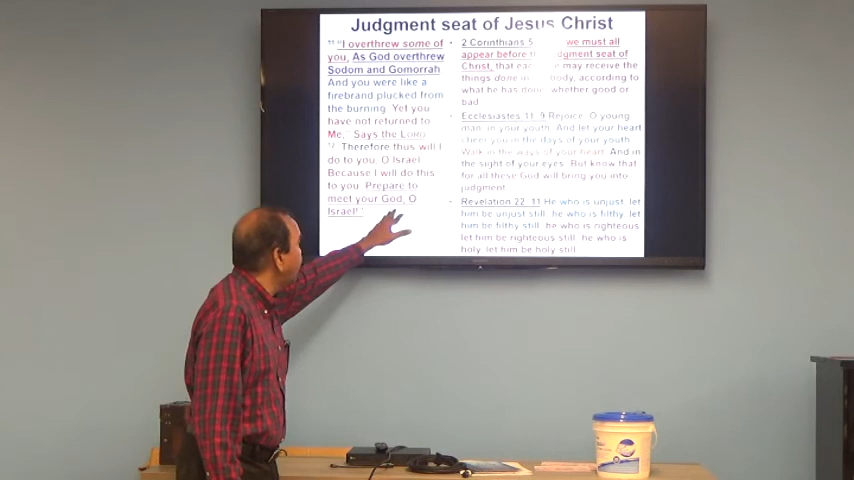 Judgment seat of Jesus Christ
11 "I overthrew some of
you, As God overthrew
Sodom and Gomorrah
And you were like a
firebrand plucked from
the burning. Yet you
have not returned to
Me," Says the LORD
12 Therefore thus will I
do to you, O Israel
Because I will do this
to you. Prepare to
meet your God, O
Israel!"
• 2 Corinthians 5 we must all
appear before the judgment seat of
Christ, that may receive the
things done in body, according to
what he has done whether good or
bad
• Ecclesiastes 11 9 Rejoice, O young
man, in your youth. And let your heart
cheer you in the days of your youth
Walk in the ways of your heart. And in
the sight of your eyes. But know that
for all these God will bring you into
judgment
• Revelation 22 11 He who is unjust, let
him be unjust still, he who is filthy, let
him be filthy still, he who is righteous
let him be righteous still, he who is
holy, let him be holy still.